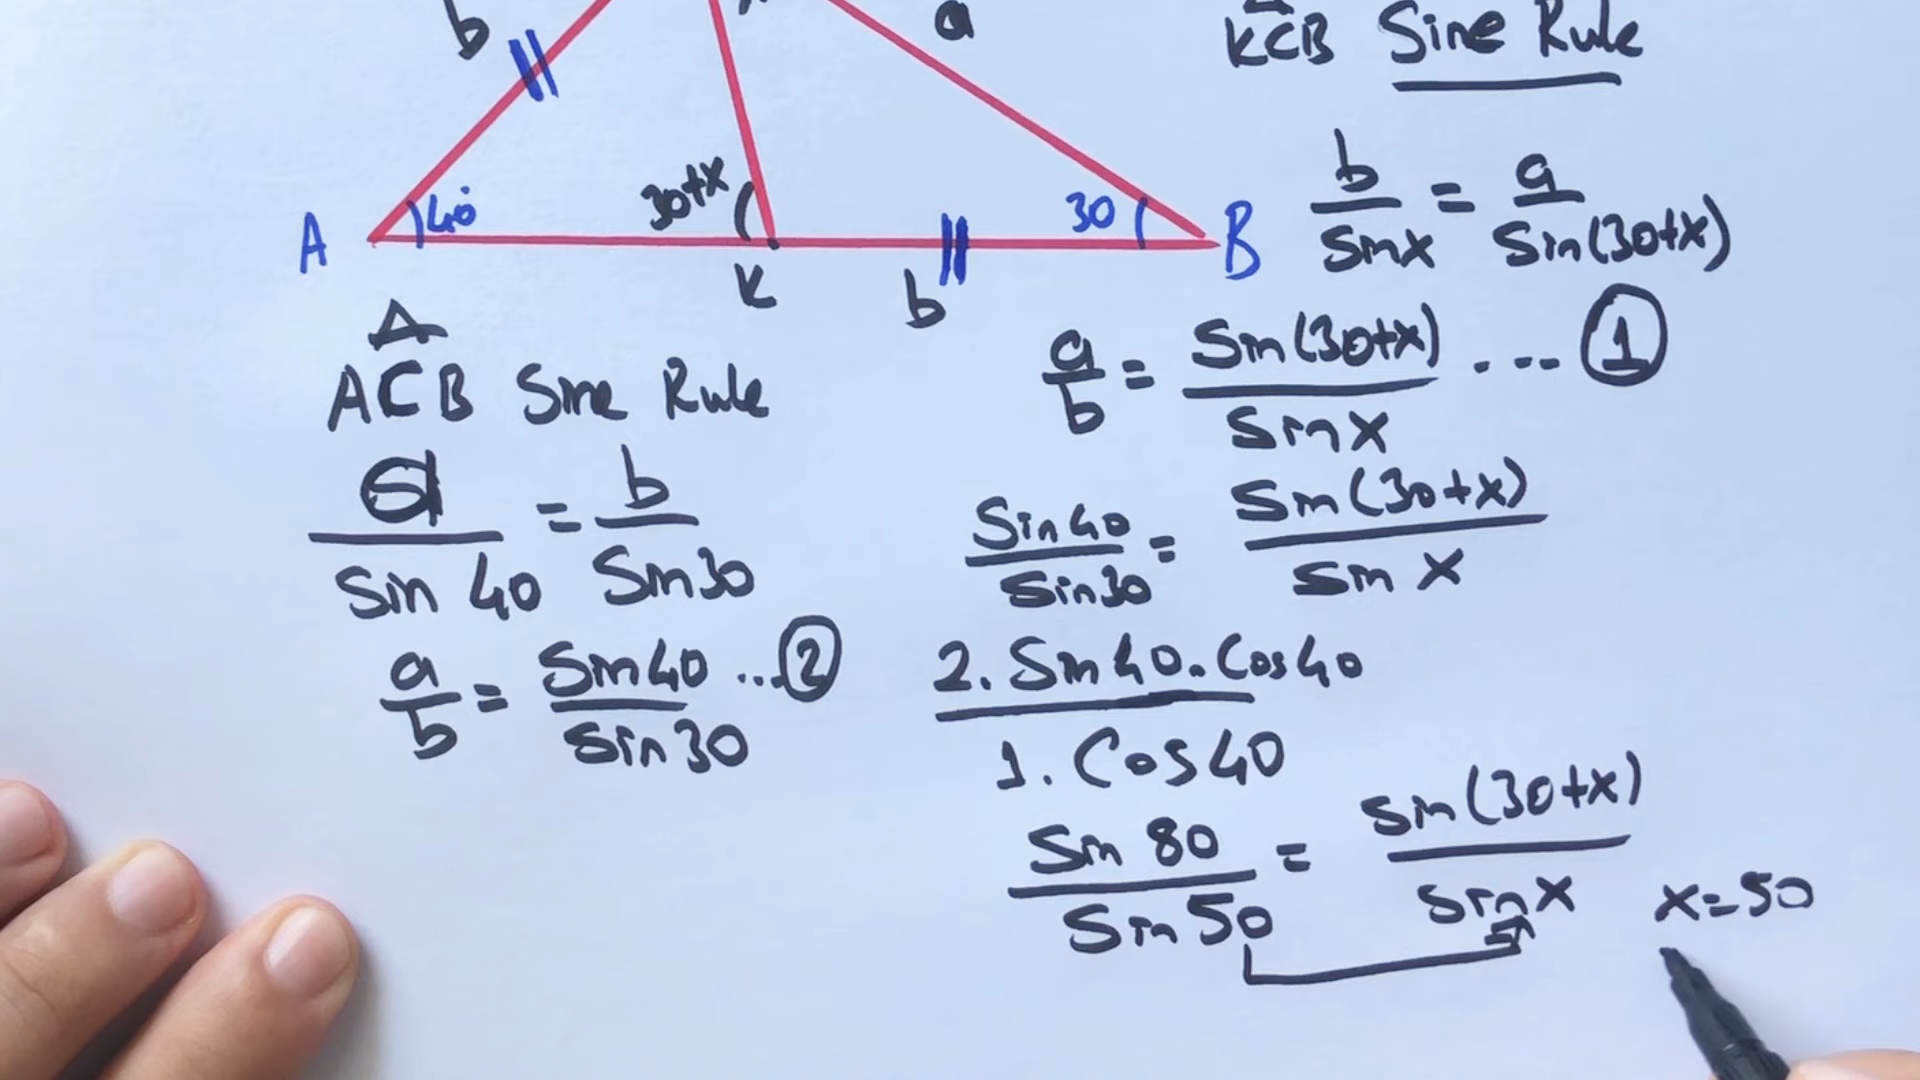 b
x
a
KCB Sine Rule
b/sinx = a/sin(30+x)
A 40° 30+x 30 B
K
b
a/b = sin(30+x)/sinx ... 1
ACB Sine Rule
a/sin 40 = b/sin30
sin40/sin30 = sin(30+x)/sin x
a/b = sin40/sin30 ... 2
2. sin40. cos40
1. cos40
sin 80/sin 50 = sin(30+x)/sinx
x=50